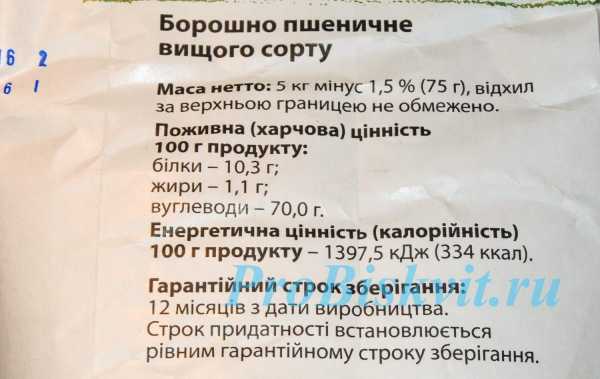 Борошно пшеничне
вищого сорту
16 2
6 1
Маса нетто: 5 кг мінус 1,5 % (75 г), відхил
за верхньою границею не обмежено.
Поживна (харчова) цінність
100 г продукту:
білки – 10,3 г;
жири – 1,1 г;
вуглеводи – 70,0 г.
Енергетична цінність (калорійність)
100 г продукту – 1397,5 кДж (334 ккал).
Гарантійний строк зберігання:
ProBiskvit.ru
12 місяців з дати виробництва.
Строк придатності встановлюється
рівним гарантійному строку зберігання.